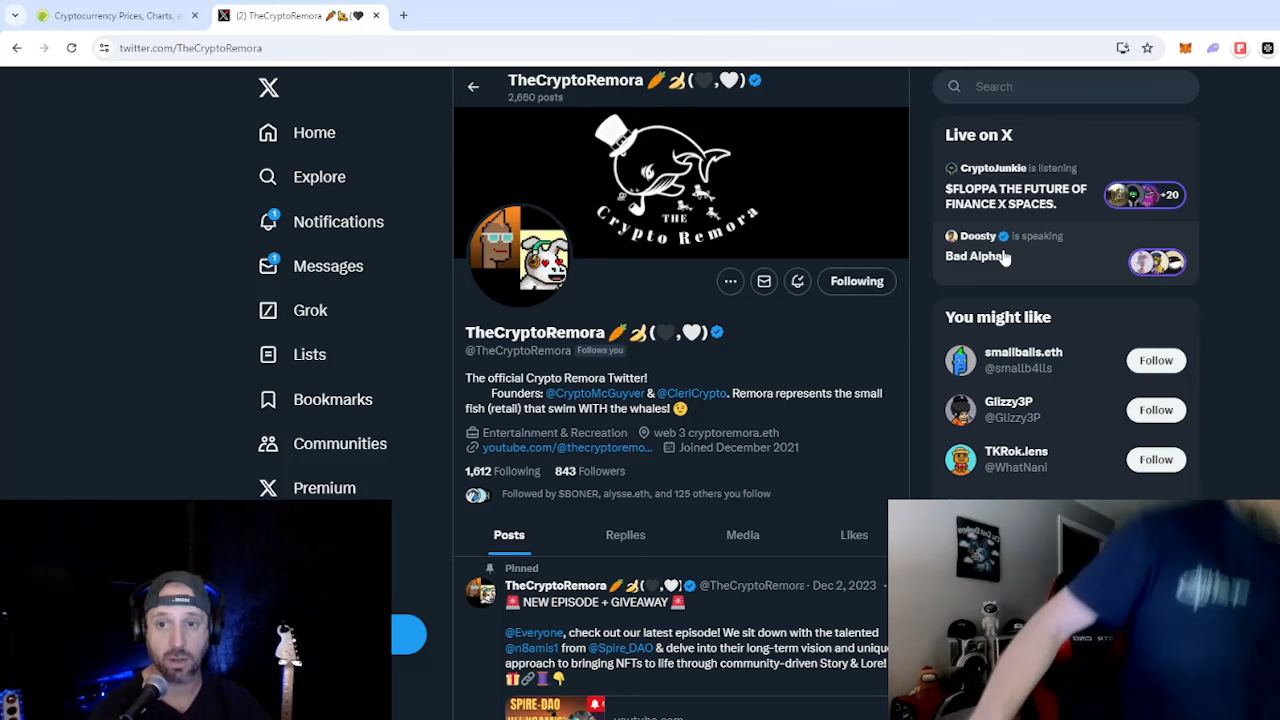 Cryptocurrency Prices, Charts, a
(2) TheCryptoRemora 🥕🍌(🖤
twitter.com/TheCryptoRemora
Home
Explore
1
Notifications
1
Messages
Grok
Lists
Bookmarks
Communities
Premium
TheCryptoRemora 🥕🍌(🖤,🤍)
2,660 posts
THE
Crypto Remora
Following
TheCryptoRemora 🥕🍌(🖤,🤍)
@TheCryptoRemora Follows you
The official Crypto Remora Twitter!
Founders: @CryptoMcGuyver & @ClerlCrypto. Remora represents the small
fish (retail) that swim WITH the whales! 🤨
Entertainment & Recreation web 3 cryptoremora.eth
youtube.com/@thecryptoremo... Joined December 2021
1,612 Following 843 Followers
Followed by $BONER, alysse.eth, and 125 others you follow
Posts Replies Media Likes
Pinned
TheCryptoRemora 🥕🍌(🖤,🤍) @TheCryptoRemora · Dec 2, 2023 ·
🚨 NEW EPISODE + GIVEAWAY 🚨
@Everyone, check out our latest episode! We sit down with the talented
@n8amis1 from @Spire_DAO & delve into their long-term vision and unique
approach to bringing NFTs to life through community-driven Story & Lore!
🎁🔗🧵👇
SPIRE-DAO
youtube.com
Search
Live on X
CryptoJunkie is listening
$FLOPPA THE FUTURE OF
FINANCE X SPACES.
+20
Doosty is speaking
Bad Alpha
You might like
smallballs.eth
@smallb4lls
Follow
Glizzy3P
@Glizzy3P
Follow
TKRok.lens
@WhatNani
Follow